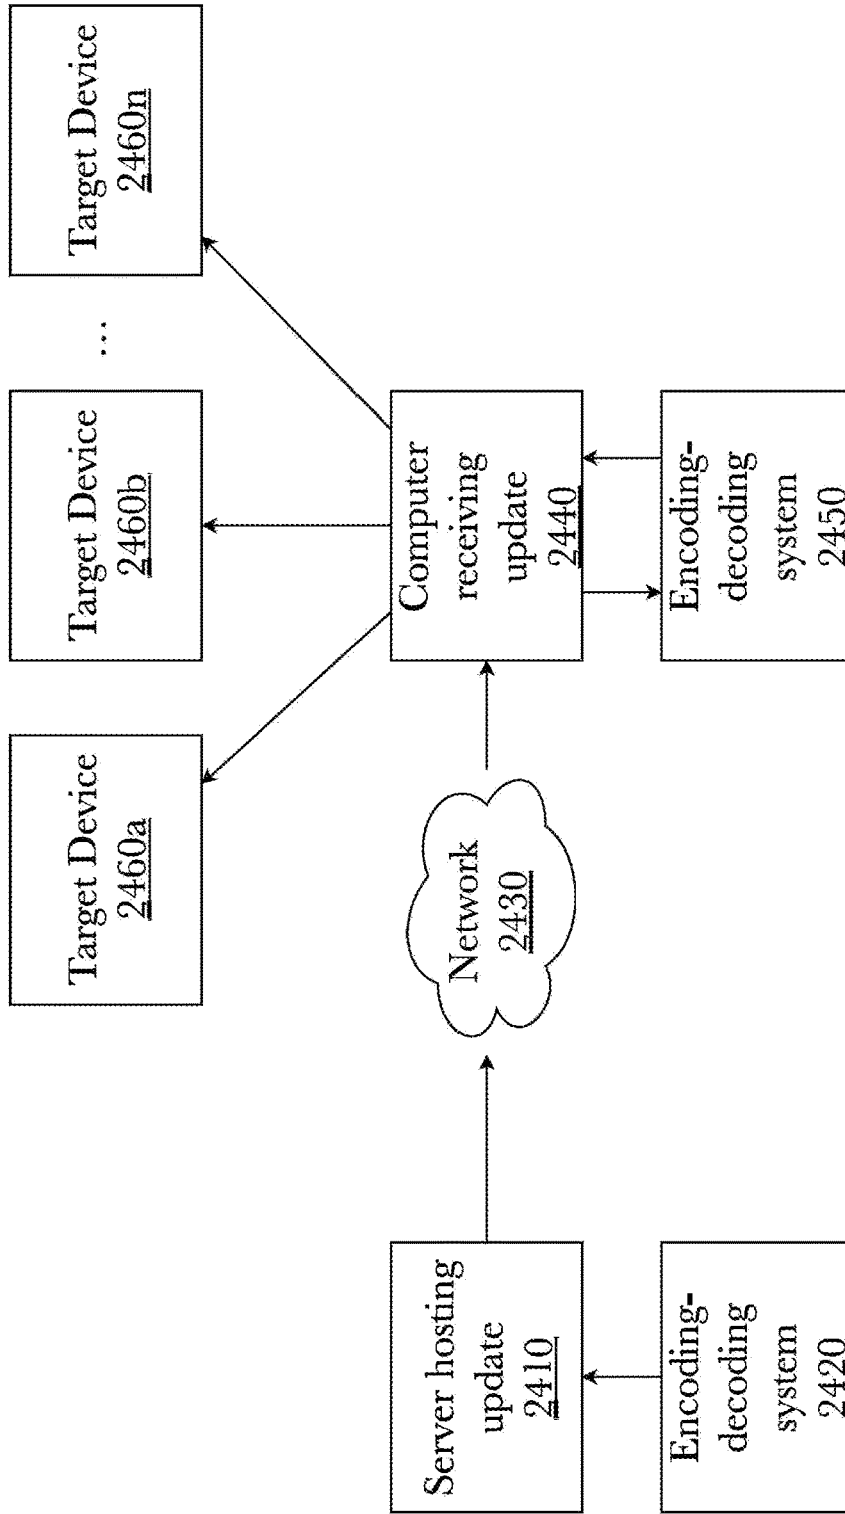 Target Device
2460a
Target Device
2460b
...
Target Device
2460n
Server hosting
update
2410
Network
2430
Computer
receiving
update
2440
Encoding-
decoding
system
2420
Encoding-
decoding
system
2450